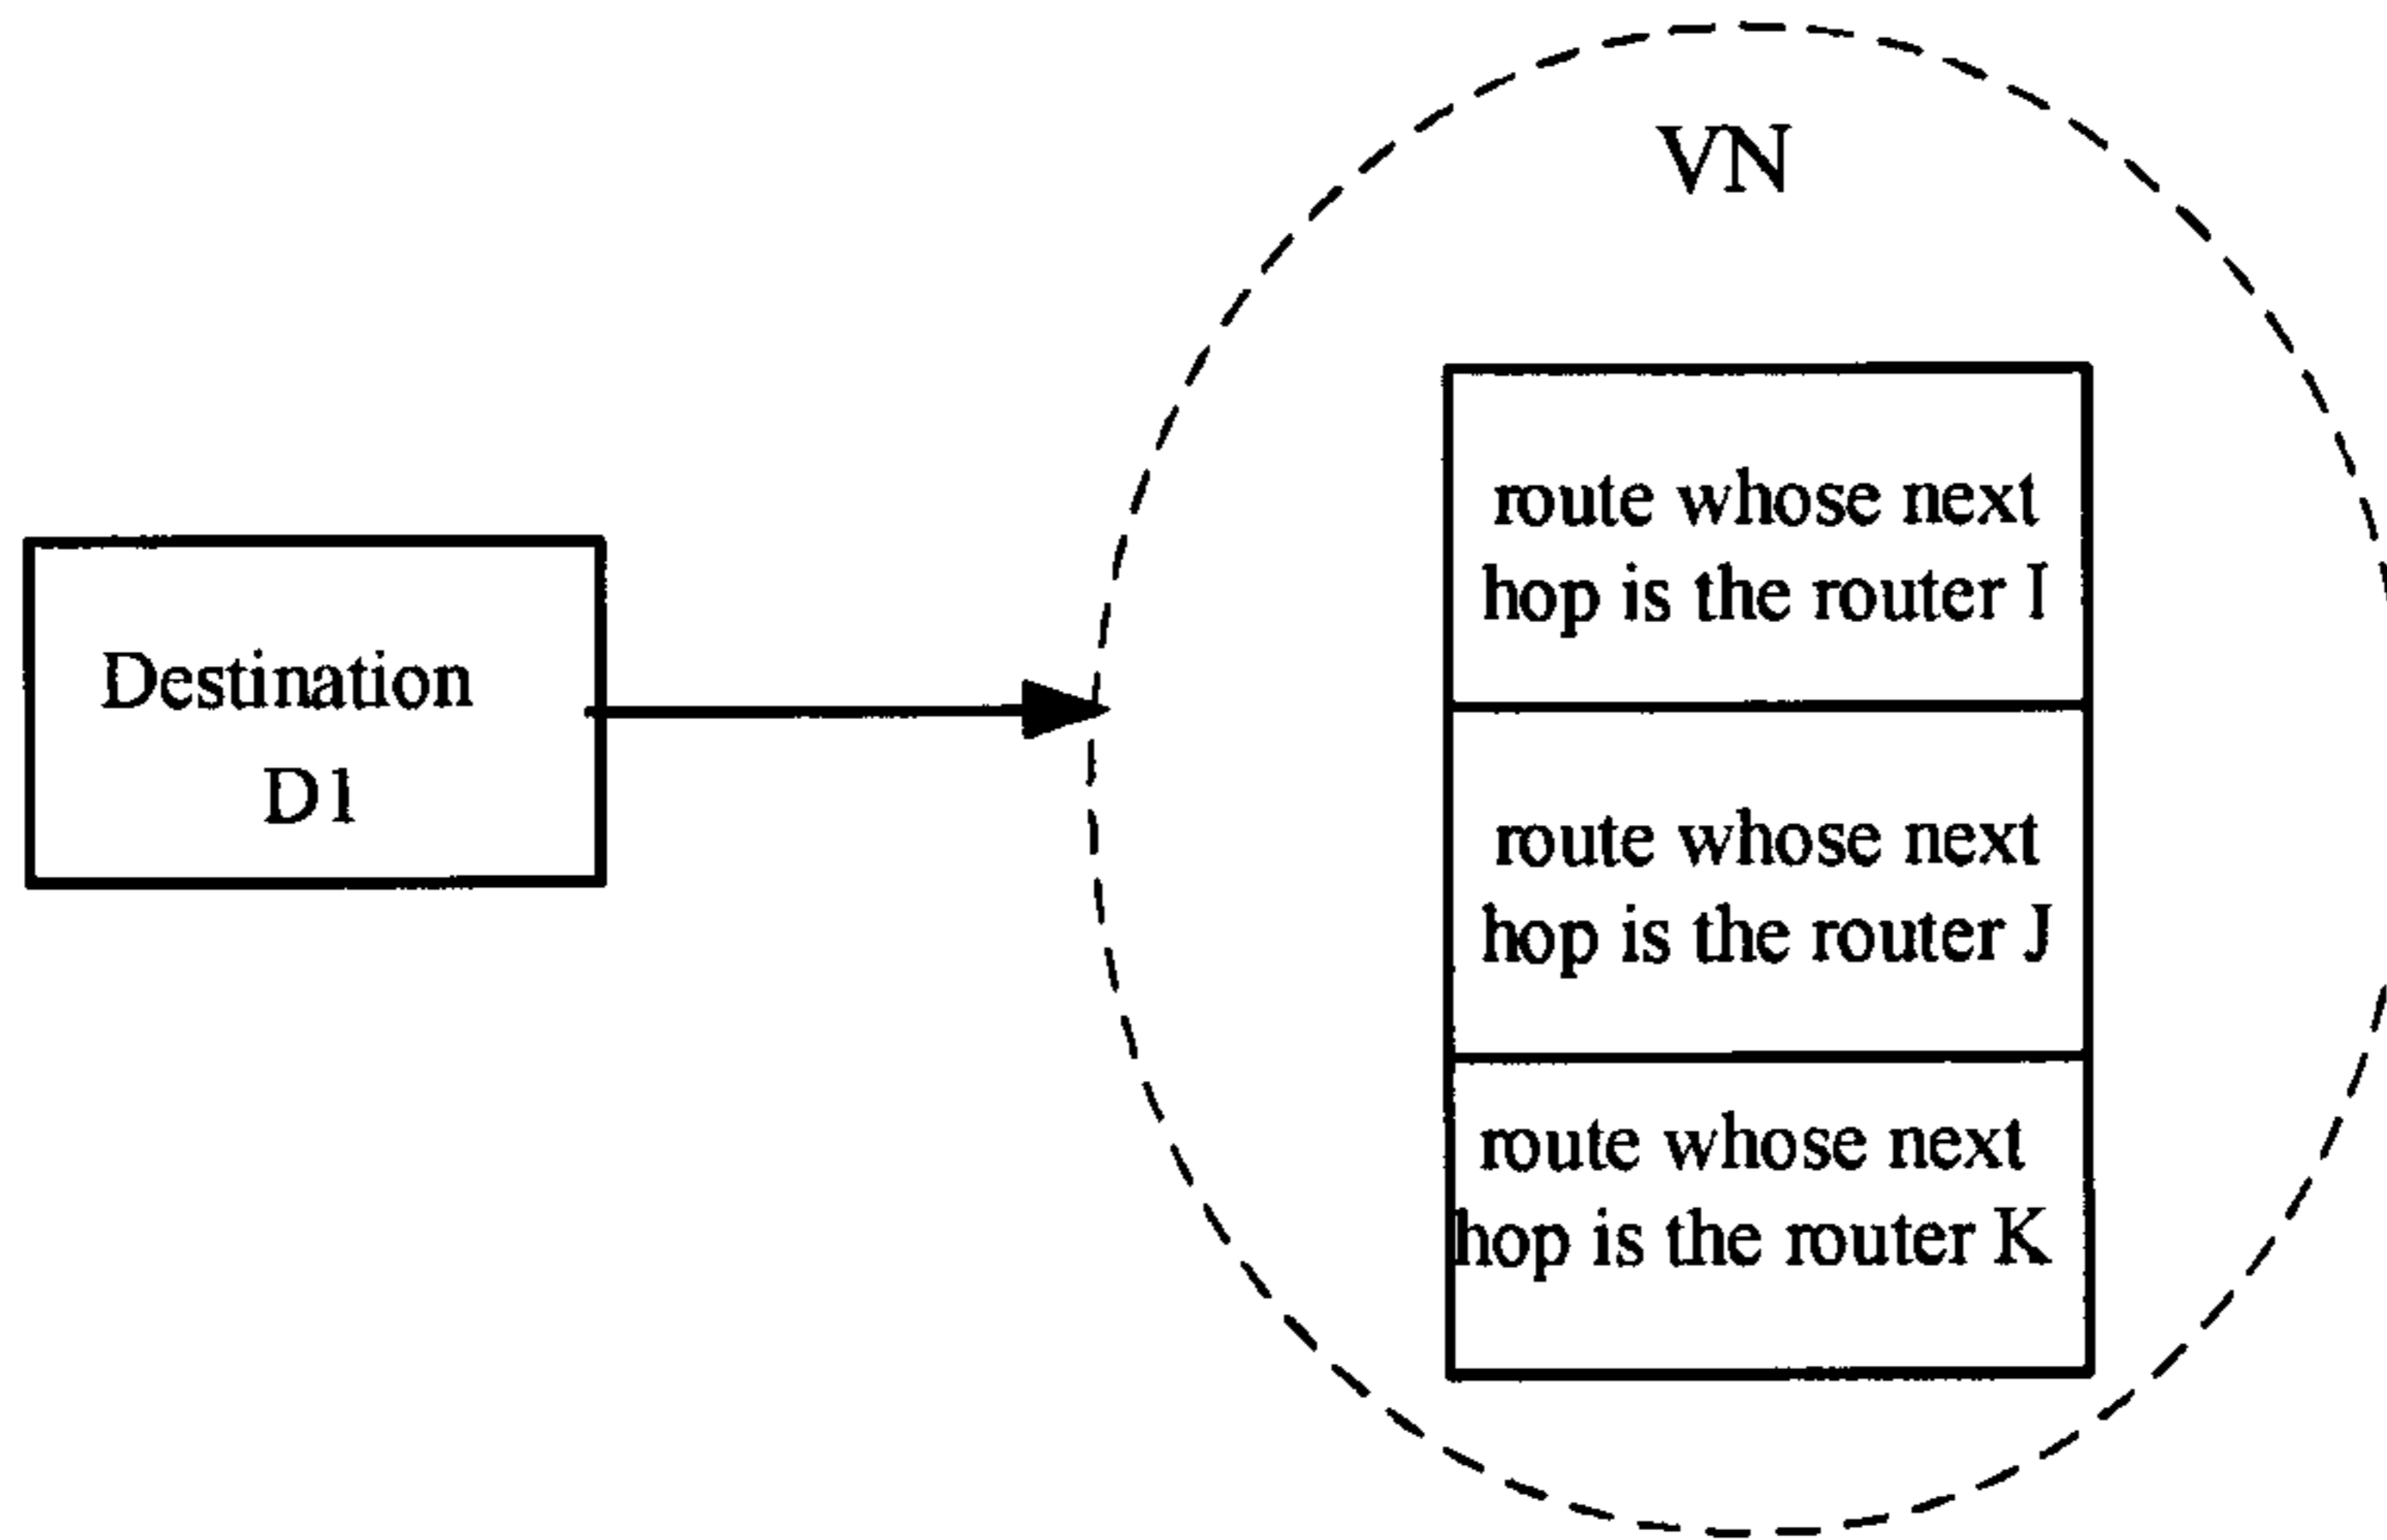 VN
route whose next
hop is the router I
Destination
D1
route whose next
hop is the router J
route whose next
hop is the router K